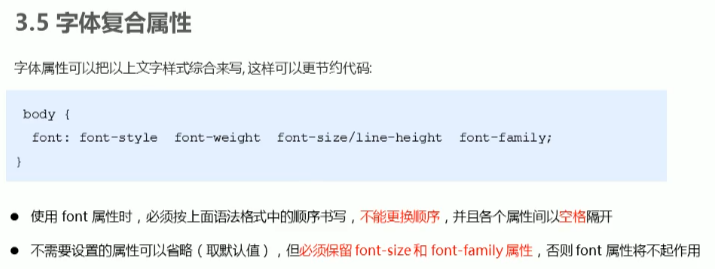 3.5 字体复合属性
字体属性可以把以上文字样式综合来写, 这样可以更节约代码:
body {
font: font-style font-weight font-size/line-height font-family;
}
● 使用 font 属性时，必须按上面语法格式中的顺序书写，不能更换顺序，并且各个属性间以空格隔开
● 不需要设置的属性可以省略（取默认值），但必须保留 font-size 和 font-family 属性，否则 font 属性将不起作用